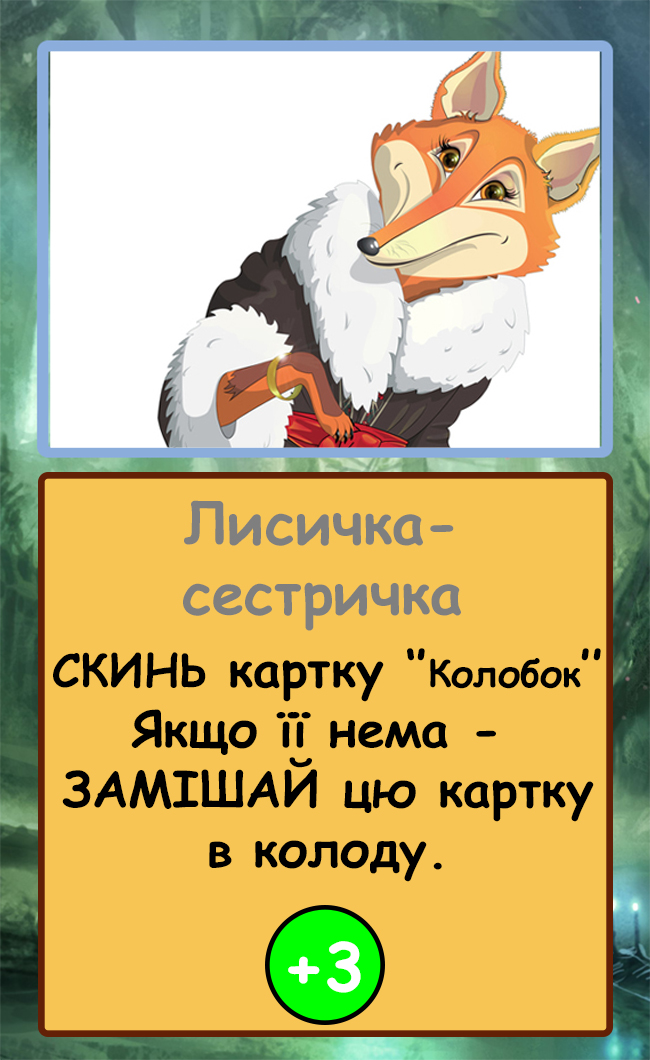 Лисичка-
сестричка
СКИНЬ картку "Колобок"
Якщо її нема -
ЗАМІШАЙ цю картку
в колоду.
+3